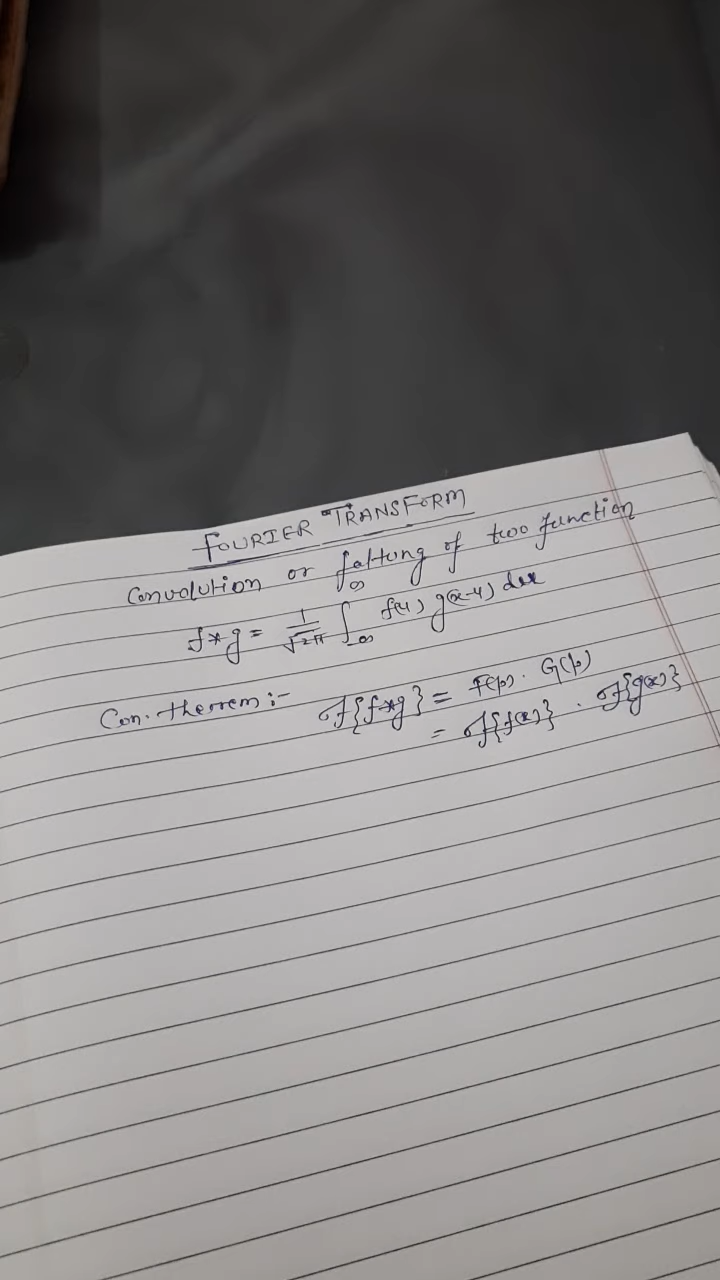 FOURIER TRANSFORM
Convolution or faltung of two function
f*g = 1/√2π ∫_-∞^∞ f(u) g(x-u) du
Con. theorem :- F{f*g} = F(p). G(p)
= F{f(x)} . F{g(x)}